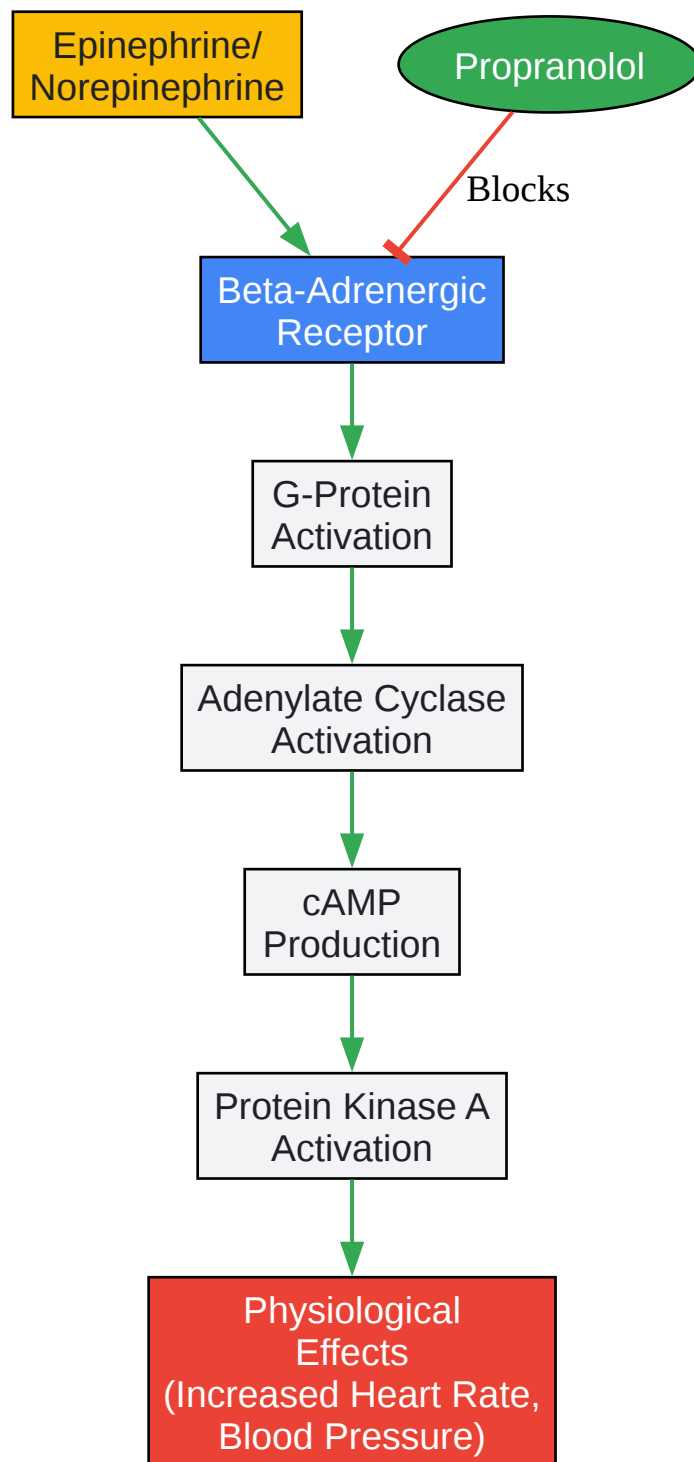 Epinephrine/
Norepinephrine
Propranolol
Blocks
Beta-Adrenergic
Receptor
G-Protein
Activation
Adenylate Cyclase
Activation
cAMP
Production
Protein Kinase A
Activation
Physiological
Effects
(Increased Heart Rate,
Blood Pressure)